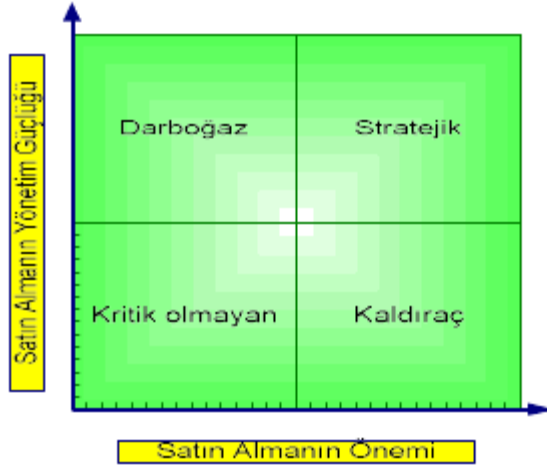 Satın Almanın Yönetim Güçlüğü
Darboğaz
Stratejik
Kritik olmayan
Kaldıraç
Satın Almanın Önemi